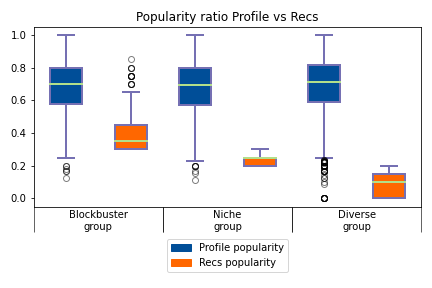 Popularity ratio Profile vs Recs
1.0
0.8
0.6
0.4
0.2
0.0
Blockbuster
group
Niche
group
Diverse
group
Profile popularity
Recs popularity